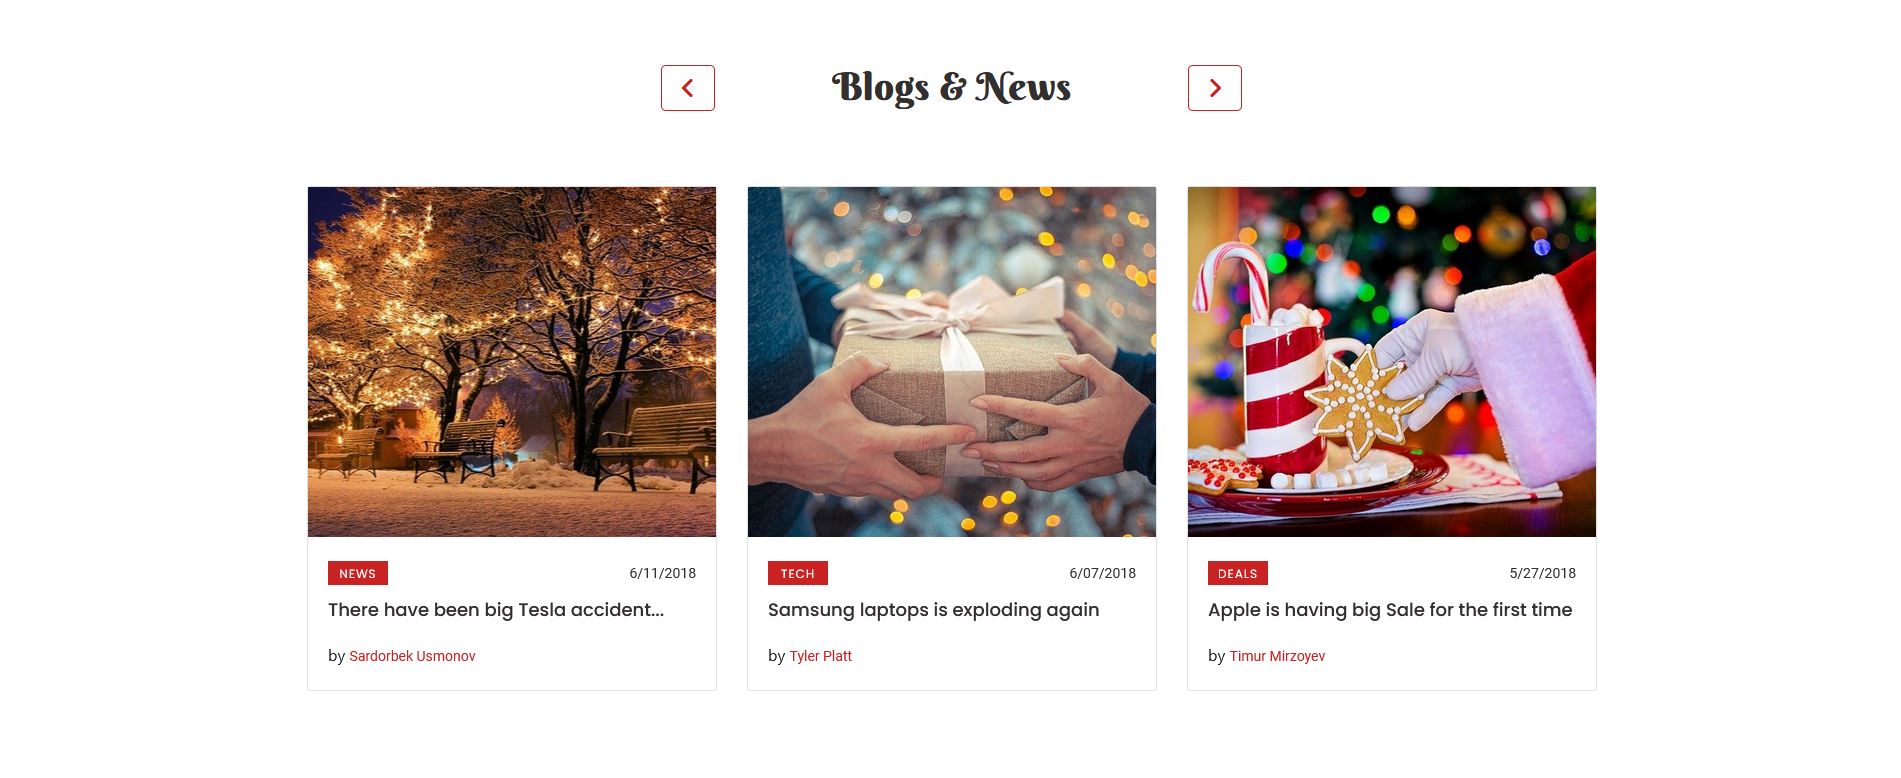 Blogs & News
NEWS
6/11/2018
There have been big Tesla accident...
by Sardorbek Usmonov
TECH
6/07/2018
Samsung laptops is exploding again
by Tyler Platt
DEALS
5/27/2018
Apple is having big Sale for the first time
by Timur Mirzoyev